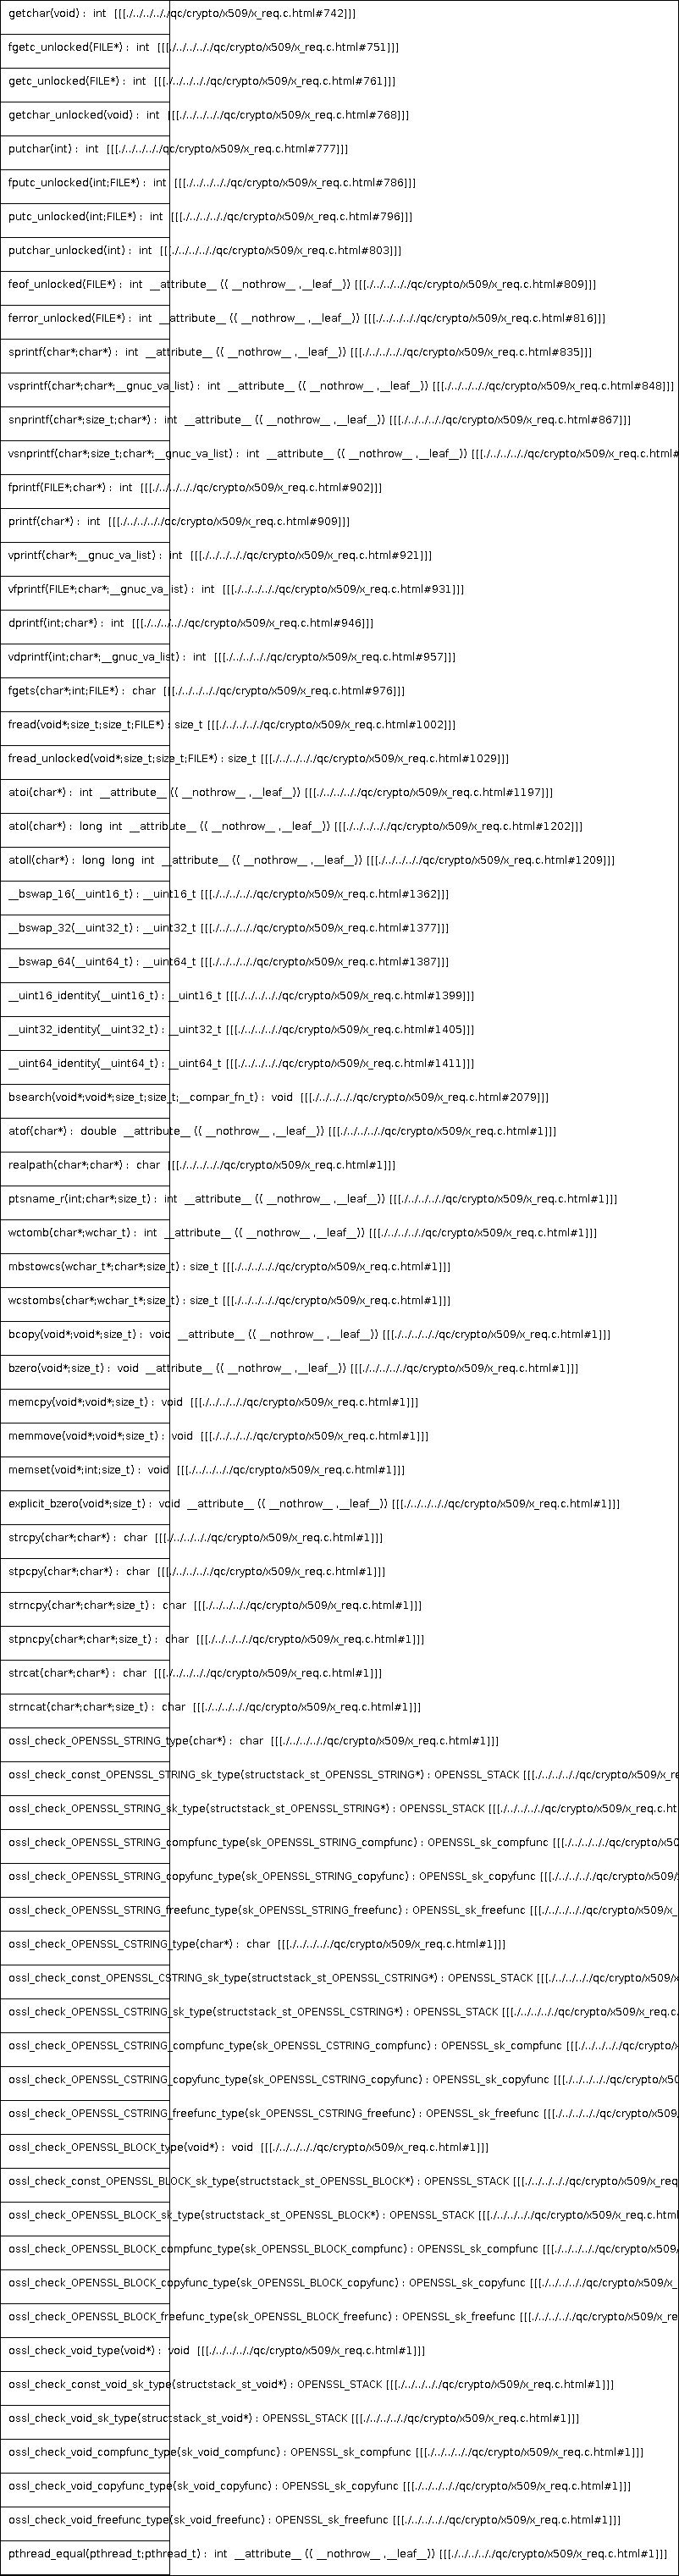 getchar(void) : int [[[./../../././qc/crypto/x509/x_req.c.html#742]]]
fgetc_unlocked(FILE*) : int [[[./../../././qc/crypto/x509/x_req.c.html#751]]]
getc_unlocked(FILE*) : int [[[./../../././qc/crypto/x509/x_req.c.html#761]]]
getchar_unlocked(void) : int [[[./../../././qc/crypto/x509/x_req.c.html#768]]]
putchar(int) : int [[[./../../././qc/crypto/x509/x_req.c.html#777]]]
fputc_unlocked(int;FILE*) : int [[[./../../././qc/crypto/x509/x_req.c.html#786]]]
putc_unlocked(int;FILE*) : int [[[./../../././qc/crypto/x509/x_req.c.html#796]]]
putchar_unlocked(int) : int [[[./../../././qc/crypto/x509/x_req.c.html#803]]]
feof_unlocked(FILE*) : int __attribute__ (( __nothrow__ ,__leaf__)) [[[./../../././qc/crypto/x509/x_req.c.html#809]]]
ferror_unlocked(FILE*) : int __attribute__ (( __nothrow__ ,__leaf__)) [[[./../../././qc/crypto/x509/x_req.c.html#816]]]
sprintf(char*;char*) : int __attribute__ (( __nothrow__ ,__leaf__)) [[[./../../././qc/crypto/x509/x_req.c.html#835]]]
vsprintf(char*;char*;__gnuc_va_list) : int __attribute__ (( __nothrow__ ,__leaf__)) [[[./../../././qc/crypto/x509/x_req.c.html#848]]]
snprintf(char*;size_t;char*) : int __attribute__ (( __nothrow__ ,__leaf__)) [[[./../../././qc/crypto/x509/x_req.c.html#867]]]
vsnprintf(char*;size_t;char*;__gnuc_va_list) : int __attribute__ (( __nothrow__ ,__leaf__)) [[[./../../././qc/crypto/x509/x_req.c.html#
fprintf(FILE*;char*) : int [[[./../../././qc/crypto/x509/x_req.c.html#902]]]
printf(char*) : int [[[./../../././qc/crypto/x509/x_req.c.html#909]]]
vprintf(char*;__gnuc_va_list) : int [[[./../../././qc/crypto/x509/x_req.c.html#921]]]
vfprintf(FILE*;char*;__gnuc_va_list) : int [[[./../../././qc/crypto/x509/x_req.c.html#931]]]
dprintf(int;char*) : int [[[./../../././qc/crypto/x509/x_req.c.html#946]]]
vdprintf(int;char*;__gnuc_va_list) : int [[[./../../././qc/crypto/x509/x_req.c.html#957]]]
fgets(char*;int;FILE*) : char [[[./../../././qc/crypto/x509/x_req.c.html#976]]]
fread(void*;size_t;size_t;FILE*) : size_t [[[./../../././qc/crypto/x509/x_req.c.html#1002]]]
fread_unlocked(void*;size_t;size_t;FILE*) : size_t [[[./../../././qc/crypto/x509/x_req.c.html#1029]]]
atoi(char*) : int __attribute__ (( __nothrow__ ,__leaf__)) [[[./../../././qc/crypto/x509/x_req.c.html#1197]]]
atol(char*) : long int __attribute__ (( __nothrow__ ,__leaf__)) [[[./../../././qc/crypto/x509/x_req.c.html#1202]]]
atoll(char*) : long long int __attribute__ (( __nothrow__ ,__leaf__)) [[[./../../././qc/crypto/x509/x_req.c.html#1209]]]
__bswap_16(__uint16_t) : __uint16_t [[[./../../././qc/crypto/x509/x_req.c.html#1362]]]
__bswap_32(__uint32_t) : __uint32_t [[[./../../././qc/crypto/x509/x_req.c.html#1377]]]
__bswap_64(__uint64_t) : __uint64_t [[[./../../././qc/crypto/x509/x_req.c.html#1387]]]
__uint16_identity(__uint16_t) : __uint16_t [[[./../../././qc/crypto/x509/x_req.c.html#1399]]]
__uint32_identity(__uint32_t) : __uint32_t [[[./../../././qc/crypto/x509/x_req.c.html#1405]]]
__uint64_identity(__uint64_t) : __uint64_t [[[./../../././qc/crypto/x509/x_req.c.html#1411]]]
bsearch(void*;void*;size_t;size_t;__compar_fn_t) : void [[[./../../././qc/crypto/x509/x_req.c.html#2079]]]
atof(char*) : double __attribute__ (( __nothrow__ ,__leaf__)) [[[./../../././qc/crypto/x509/x_req.c.html#1]]]
realpath(char*;char*) : char [[[./../../././qc/crypto/x509/x_req.c.html#1]]]
ptsname_r(int;char*;size_t) : int __attribute__ (( __nothrow__ ,__leaf__)) [[[./../../././qc/crypto/x509/x_req.c.html#1]]]
wctomb(char*;wchar_t) : int __attribute__ (( __nothrow__ ,__leaf__)) [[[./../../././qc/crypto/x509/x_req.c.html#1]]]
mbstowcs(wchar_t*;char*;size_t) : size_t [[[./../../././qc/crypto/x509/x_req.c.html#1]]]
wcstombs(char*;wchar_t*;size_t) : size_t [[[./../../././qc/crypto/x509/x_req.c.html#1]]]
bcopy(void*;void*;size_t) : void __attribute__ (( __nothrow__ ,__leaf__)) [[[./../../././qc/crypto/x509/x_req.c.html#1]]]
bzero(void*;size_t) : void __attribute__ (( __nothrow__ ,__leaf__)) [[[./../../././qc/crypto/x509/x_req.c.html#1]]]
memcpy(void*;void*;size_t) : void [[[./../../././qc/crypto/x509/x_req.c.html#1]]]
memmove(void*;void*;size_t) : void [[[./../../././qc/crypto/x509/x_req.c.html#1]]]
memset(void*;int;size_t) : void [[[./../../././qc/crypto/x509/x_req.c.html#1]]]
explicit_bzero(void*;size_t) : void __attribute__ (( __nothrow__ ,__leaf__)) [[[./../../././qc/crypto/x509/x_req.c.html#1]]]
strcpy(char*;char*) : char [[[./../../././qc/crypto/x509/x_req.c.html#1]]]
stpcpy(char*;char*) : char [[[./../../././qc/crypto/x509/x_req.c.html#1]]]
strncpy(char*;char*;size_t) : char [[[./../../././qc/crypto/x509/x_req.c.html#1]]]
stpncpy(char*;char*;size_t) : char [[[./../../././qc/crypto/x509/x_req.c.html#1]]]
strcat(char*;char*) : char [[[./../../././qc/crypto/x509/x_req.c.html#1]]]
strncat(char*;char*;size_t) : char [[[./../../././qc/crypto/x509/x_req.c.html#1]]]
ossl_check_OPENSSL_STRING_type(char*) : char [[[./../../././qc/crypto/x509/x_req.c.html#1]]]
ossl_check_const_OPENSSL_STRING_sk_type(structstack_st_OPENSSL_STRING*) : OPENSSL_STACK [[[./../../././qc/crypto/x509/x_re
ossl_check_OPENSSL_STRING_sk_type(structstack_st_OPENSSL_STRING*) : OPENSSL_STACK [[[./../../././qc/crypto/x509/x_req.c.ht
ossl_check_OPENSSL_STRING_compfunc_type(sk_OPENSSL_STRING_compfunc) : OPENSSL_sk_compfunc [[[./../../././qc/crypto/x50
ossl_check_OPENSSL_STRING_copyfunc_type(sk_OPENSSL_STRING_copyfunc) : OPENSSL_sk_copyfunc [[[./../../././qc/crypto/x509/
ossl_check_OPENSSL_STRING_freefunc_type(sk_OPENSSL_STRING_freefunc) : OPENSSL_sk_freefunc [[[./../../././qc/crypto/x509/x_
ossl_check_OPENSSL_CSTRING_type(char*) : char [[[./../../././qc/crypto/x509/x_req.c.html#1]]]
ossl_check_const_OPENSSL_CSTRING_sk_type(structstack_st_OPENSSL_CSTRING*) : OPENSSL_STACK [[[./../../././qc/crypto/x509/x
ossl_check_OPENSSL_CSTRING_sk_type(structstack_st_OPENSSL_CSTRING*) : OPENSSL_STACK [[[./../../././qc/crypto/x509/x_req.c.
ossl_check_OPENSSL_CSTRING_compfunc_type(sk_OPENSSL_CSTRING_compfunc) : OPENSSL_sk_compfunc [[[./../../././qc/crypto/x
ossl_check_OPENSSL_CSTRING_copyfunc_type(sk_OPENSSL_CSTRING_copyfunc) : OPENSSL_sk_copyfunc [[[./../../././qc/crypto/x50
ossl_check_OPENSSL_CSTRING_freefunc_type(sk_OPENSSL_CSTRING_freefunc) : OPENSSL_sk_freefunc [[[./../../././qc/crypto/x509/
ossl_check_OPENSSL_BLOCK_type(void*) : void [[[./../../././qc/crypto/x509/x_req.c.html#1]]]
ossl_check_const_OPENSSL_BLOCK_sk_type(structstack_st_OPENSSL_BLOCK*) : OPENSSL_STACK [[[./../../././qc/crypto/x509/x_req
ossl_check_OPENSSL_BLOCK_sk_type(structstack_st_OPENSSL_BLOCK*) : OPENSSL_STACK [[[./../../././qc/crypto/x509/x_req.c.html
ossl_check_OPENSSL_BLOCK_compfunc_type(sk_OPENSSL_BLOCK_compfunc) : OPENSSL_sk_compfunc [[[./../../././qc/crypto/x509/
ossl_check_OPENSSL_BLOCK_copyfunc_type(sk_OPENSSL_BLOCK_copyfunc) : OPENSSL_sk_copyfunc [[[./../../././qc/crypto/x509/x_
ossl_check_OPENSSL_BLOCK_freefunc_type(sk_OPENSSL_BLOCK_freefunc) : OPENSSL_sk_freefunc [[[./../../././qc/crypto/x509/x_re
ossl_check_void_type(void*) : void [[[./../../././qc/crypto/x509/x_req.c.html#1]]]
ossl_check_const_void_sk_type(structstack_st_void*) : OPENSSL_STACK [[[./../../././qc/crypto/x509/x_req.c.html#1]]]
ossl_check_void_sk_type(structstack_st_void*) : OPENSSL_STACK [[[./../../././qc/crypto/x509/x_req.c.html#1]]]
ossl_check_void_compfunc_type(sk_void_compfunc) : OPENSSL_sk_compfunc [[[./../../././qc/crypto/x509/x_req.c.html#1]]]
ossl_check_void_copyfunc_type(sk_void_copyfunc) : OPENSSL_sk_copyfunc [[[./../../././qc/crypto/x509/x_req.c.html#1]]]
ossl_check_void_freefunc_type(sk_void_freefunc) : OPENSSL_sk_freefunc [[[./../../././qc/crypto/x509/x_req.c.html#1]]]
pthread_equal(pthread_t;pthread_t) : int __attribute__ (( __nothrow__ ,__leaf__)) [[[./../../././qc/crypto/x509/x_req.c.html#1]]]